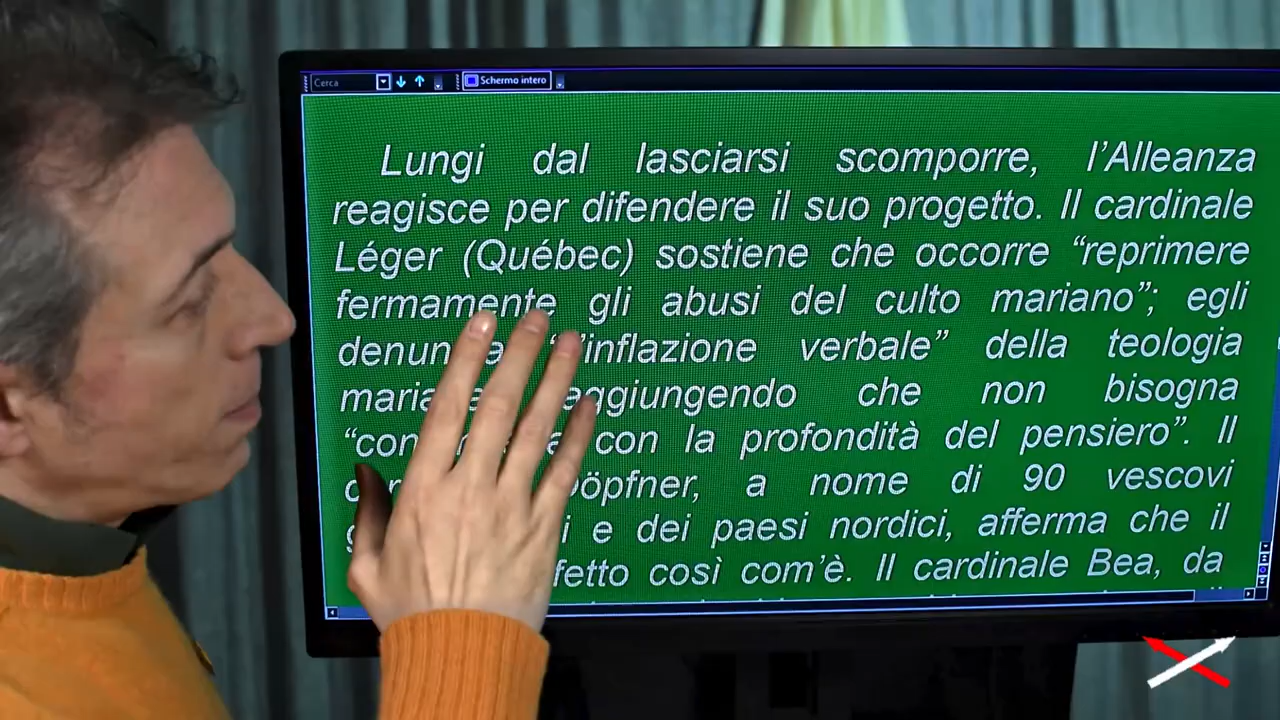 Cerca
Schermo intero
Lungi dal lasciarsi scomporre, l'Alleanza
reagisce per difendere il suo progetto. Il cardinale
Léger (Québec) sostiene che occorre “reprimere
fermamente gli abusi del culto mariano”; egli
“l'inflazione verbale” della teologia
aggiungendo che non bisogna
con la profondità del pensiero”. Il
a nome di 90 vescovi
e dei paesi nordici, afferma che il
così com'è. Il cardinale Bea, da